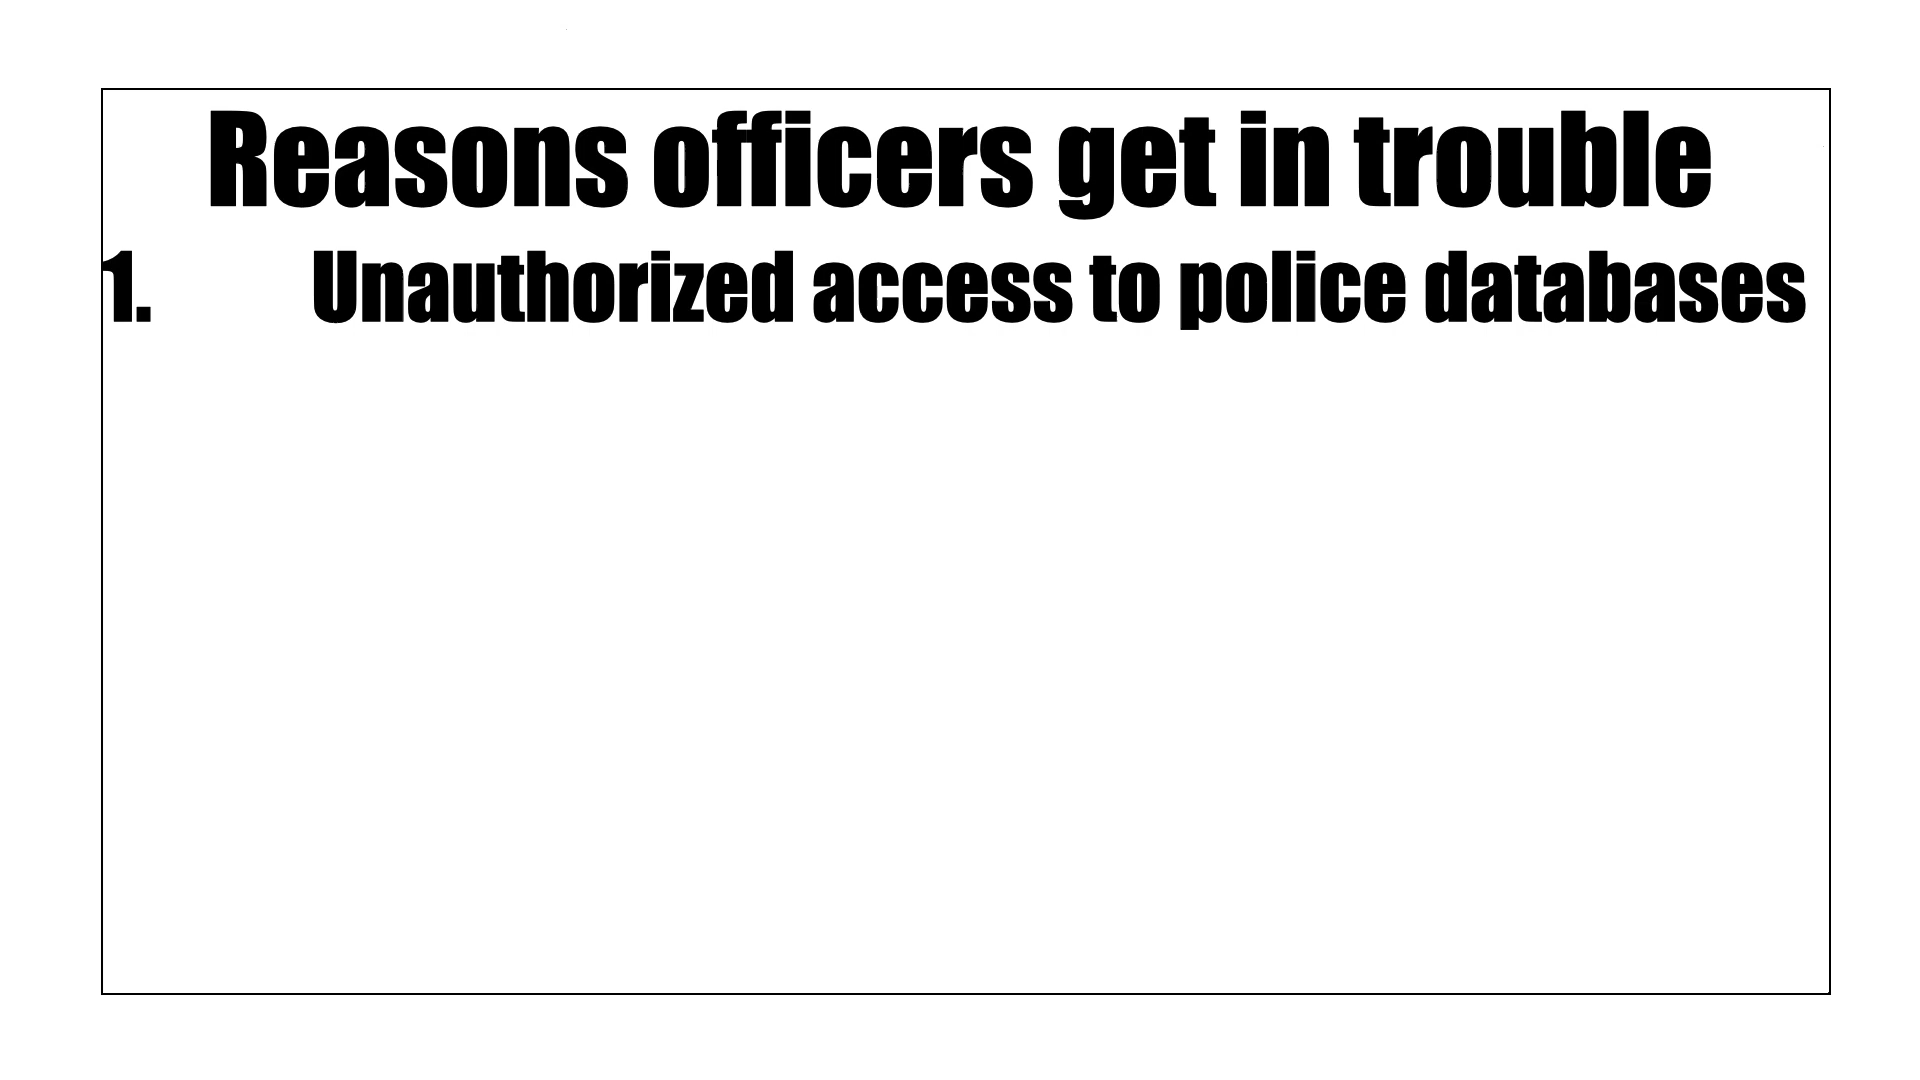 Reasons officers get in trouble
1. Unauthorized access to police databases